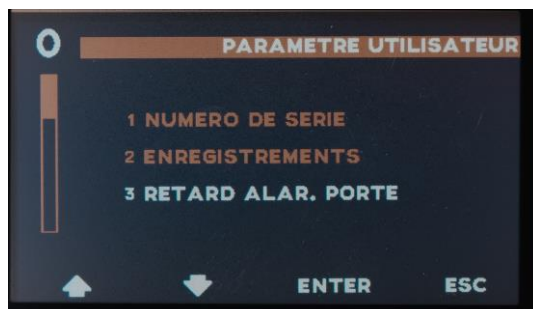 0 PARAMETRE UTILISATEUR
1 NUMERO DE SERIE
2 ENREGISTREMENTS
3 RETARD ALAR. PORTE
ENTER ESC